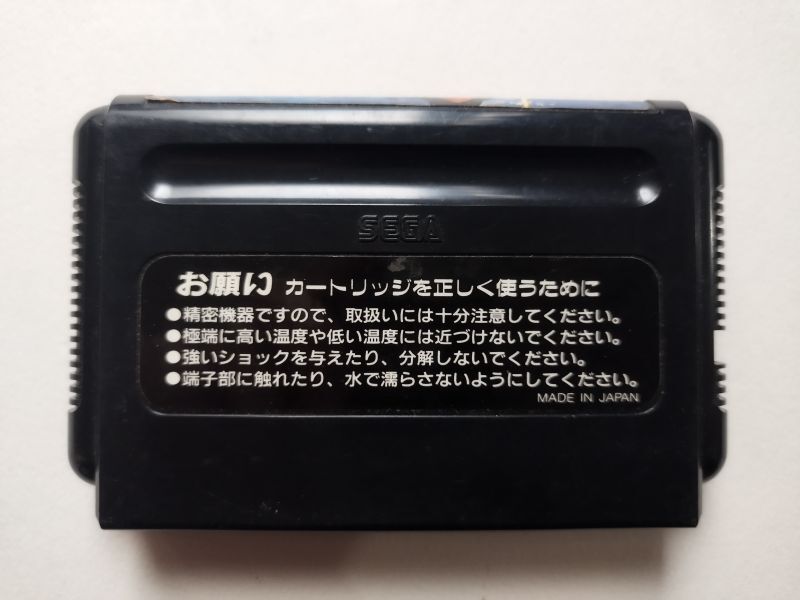 SEGA
お願い カートリッジを正しく使うために
●精密機器ですので、取扱いには十分注意してください。
●極端に高い温度や低い温度には近づけないでください。
●強いショックを与えたり、分解しないでください。
●端子部に触れたり、水で濡らさないようにしてください。
MADE IN JAPAN